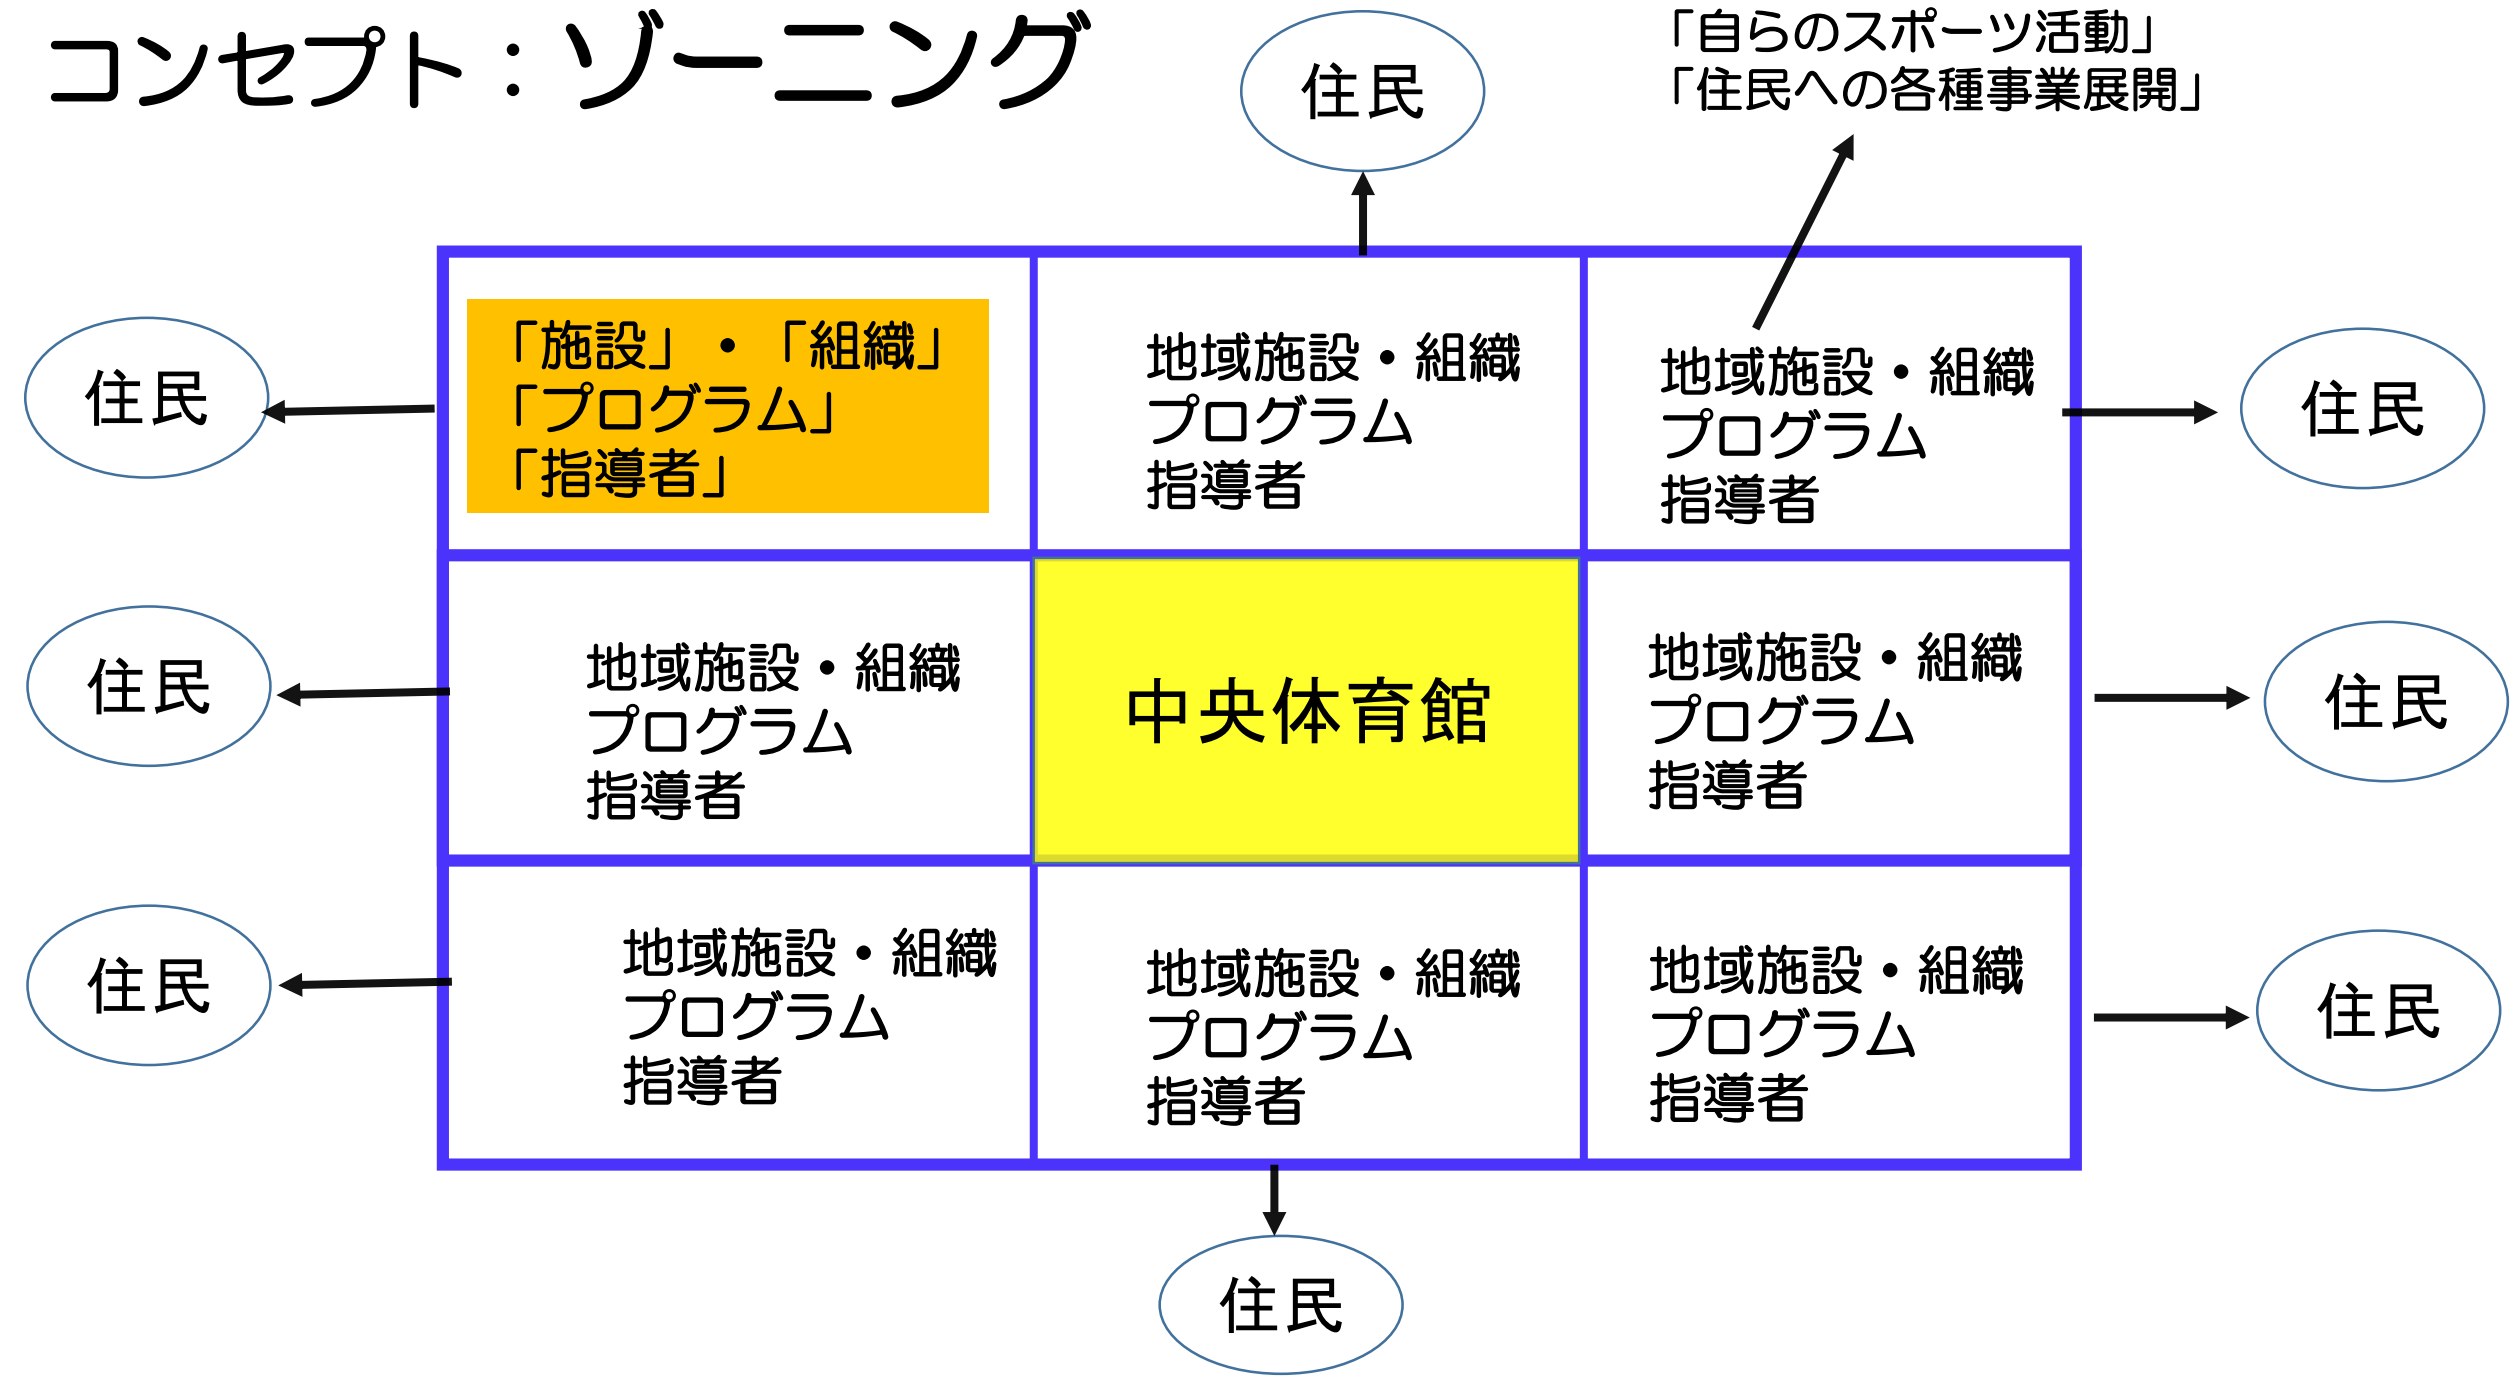 コンセプト：ゾーニング
「自らのスポーツ活動」
「住民への各種事業展開」
住民
住民
「施設」・「組織」
「プログラム」
「指導者」
地域施設・組織
プログラム
指導者
地域施設・組織
プログラム
指導者
住民
住民
地域施設・組織
プログラム
指導者
中央体育館
地域施設・組織
プログラム
指導者
住民
住民
地域施設・組織
プログラム
指導者
地域施設・組織
プログラム
指導者
地域施設・組織
プログラム
指導者
住民
住民